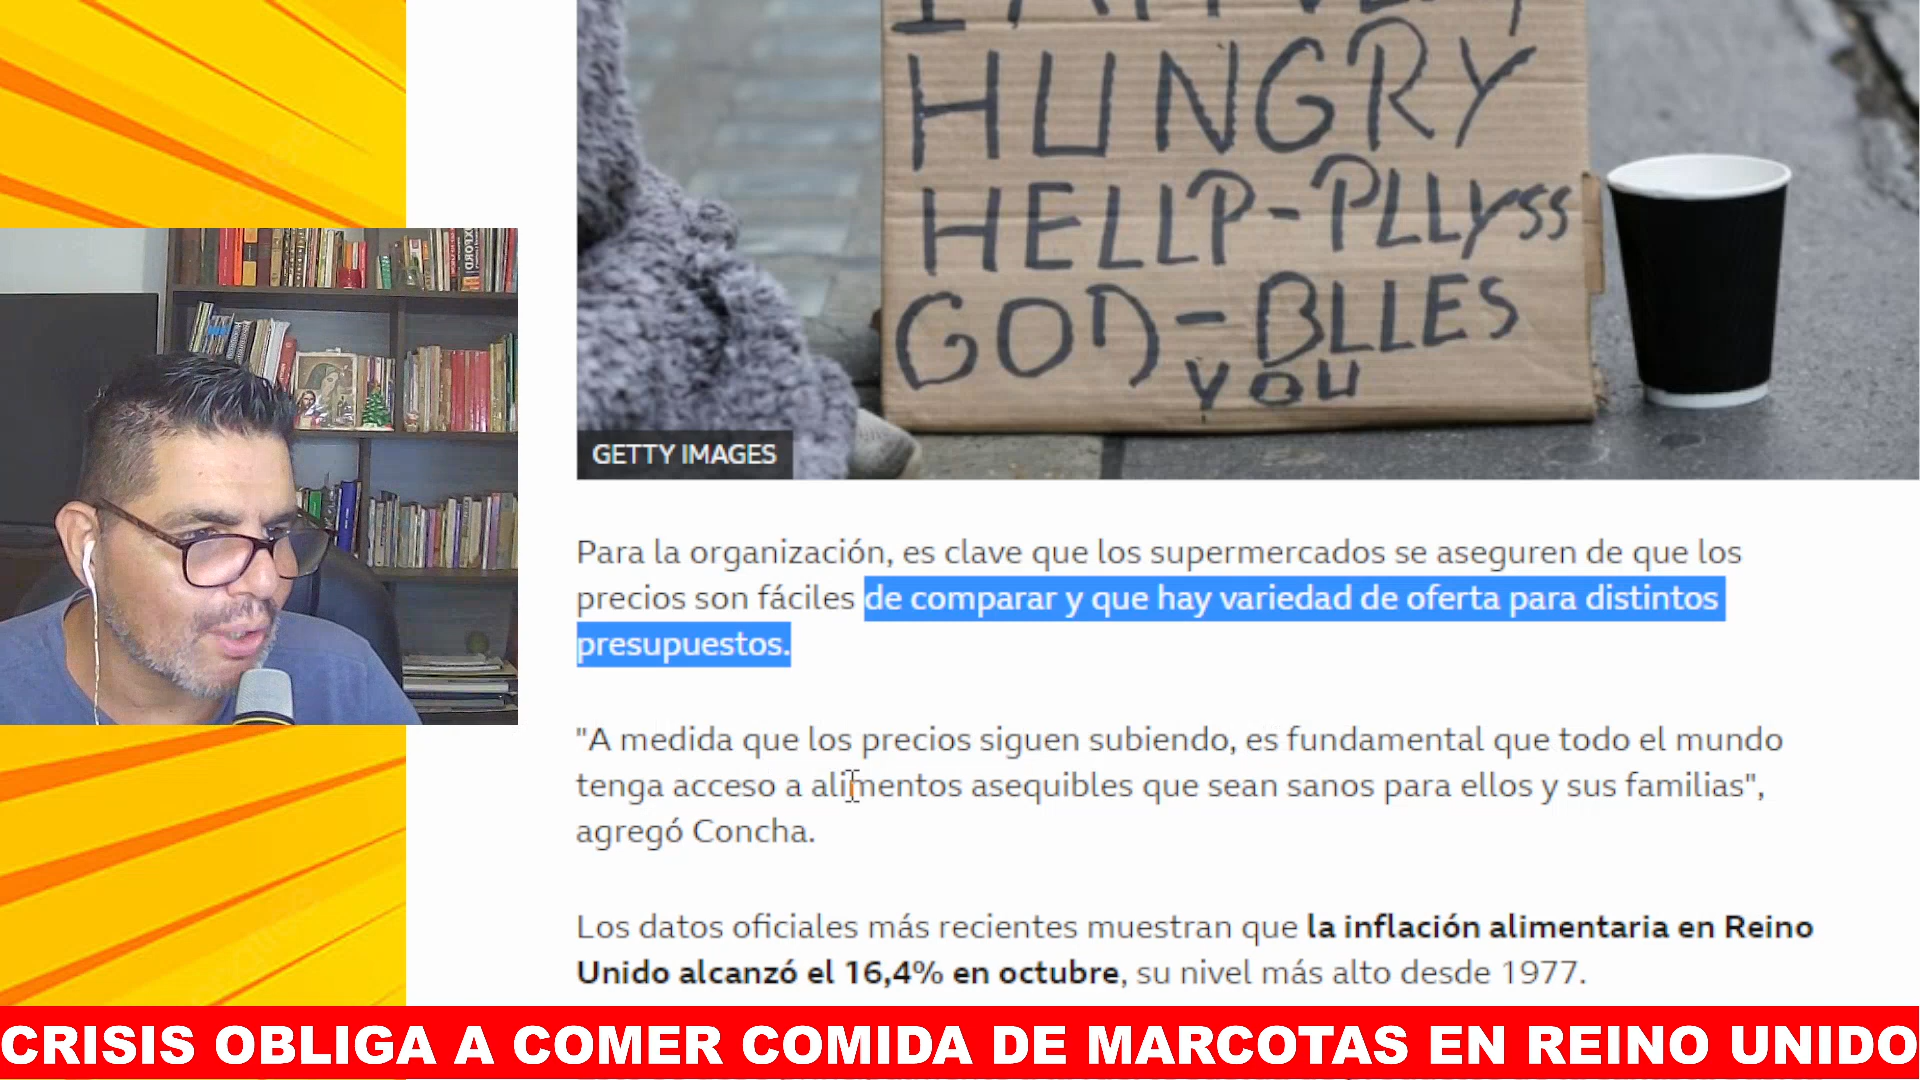 HUNGRY
HELLP-PLLYSS
GOD-BLLES
YOU
GETTY IMAGES
Para la organización, es clave que los supermercados se aseguren de que los
precios son fáciles de comparar y que hay variedad de oferta para distintos
presupuestos.
"A medida que los precios siguen subiendo, es fundamental que todo el mundo
tenga acceso a alimentos asequibles que sean sanos para ellos y sus familias",
agregó Concha.
Los datos oficiales más recientes muestran que la inflación alimentaria en Reino
Unido alcanzó el 16,4% en octubre, su nivel más alto desde 1977.
CRISIS OBLIGA A COMER COMIDA DE MARCOTAS EN REINO UNIDO